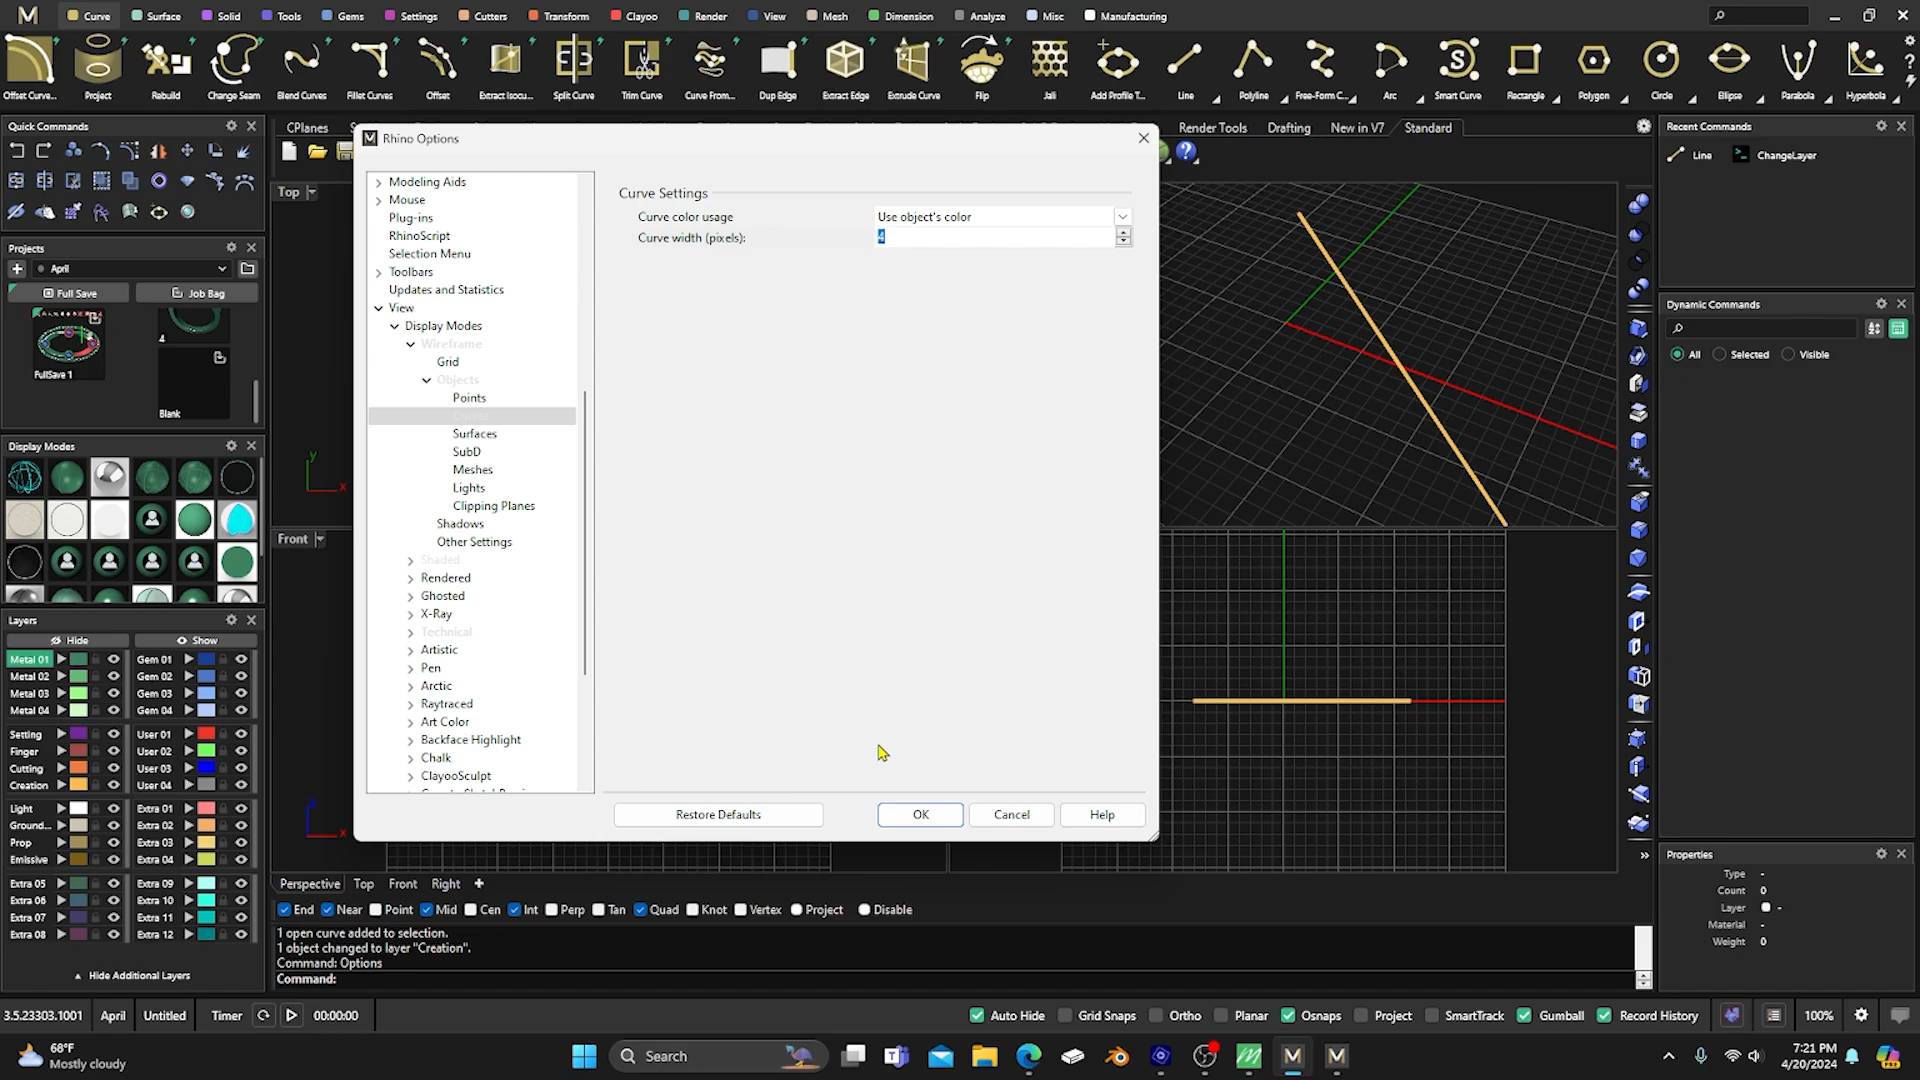 Curve Surface Solid Tools Gems Settings Cutters Transform Clayoo Render View Mesh Dimension Analyze Misc Manufacturing
Offset Curve... Project Rebuild Change Seam Blend Curves Fillet Curves Offset Extract Isocu... Split Curve Trim Curve Curve From... Dup Edge Extract Edge Extrude Curve Flip Jali Add Profile T... Line Polyline Free-Form C... Arc Smart Curve Rectangle Polygon Circle Ellipse Parabola Hyperbola
Quick Commands
CPlanes
Rhino Options
Render Tools Drafting New in V7 Standard
Recent Commands
Line ChangeLayer
Projects
April
Full Save Job Bag
4
FullSave 1
Blank
Display Modes
Layers
Hide Show
Metal 01 Gem 01
Metal 02 Gem 02
Metal 03 Gem 03
Metal 04 Gem 04
Setting User 01
Finger User 02
Cutting User 03
Creation User 04
Light Extra 01
Ground... Extra 02
Prop Extra 03
Emissive Extra 04
Extra 05 Extra 09
Extra 06 Extra 10
Extra 07 Extra 11
Extra 08 Extra 12
Hide Additional Layers
Top
y
x
Front
x
Modeling Aids
Mouse
Plug-ins
RhinoScript
Selection Menu
Toolbars
Updates and Statistics
View
Display Modes
Wireframe
Grid
Objects
Points
Surfaces
SubD
Meshes
Lights
Clipping Planes
Shadows
Other Settings
Shaded
Rendered
Ghosted
X-Ray
Technical
Artistic
Pen
Arctic
Raytraced
Art Color
Backface Highlight
Chalk
ClayooSculpt
Curve Settings
Curve color usage Use object's color
Curve width (pixels): 4
Restore Defaults OK Cancel Help
Dynamic Commands
All Selected Visible
Properties
Type -
Count 0
Layer -
Material -
Weight 0
Perspective Top Front Right
End Near Point Mid Cen Int Perp Tan Quad Knot Vertex Project Disable
1 open curve added to selection.
1 object changed to layer "Creation".
Command: Options
Command:
3.5.23303.1001 April Untitled Timer 00:00:00 Auto Hide Grid Snaps Ortho Planar Osnaps Project SmartTrack Gumball Record History 100%
68°F
Mostly cloudy
Search
7:21 PM
4/20/2024